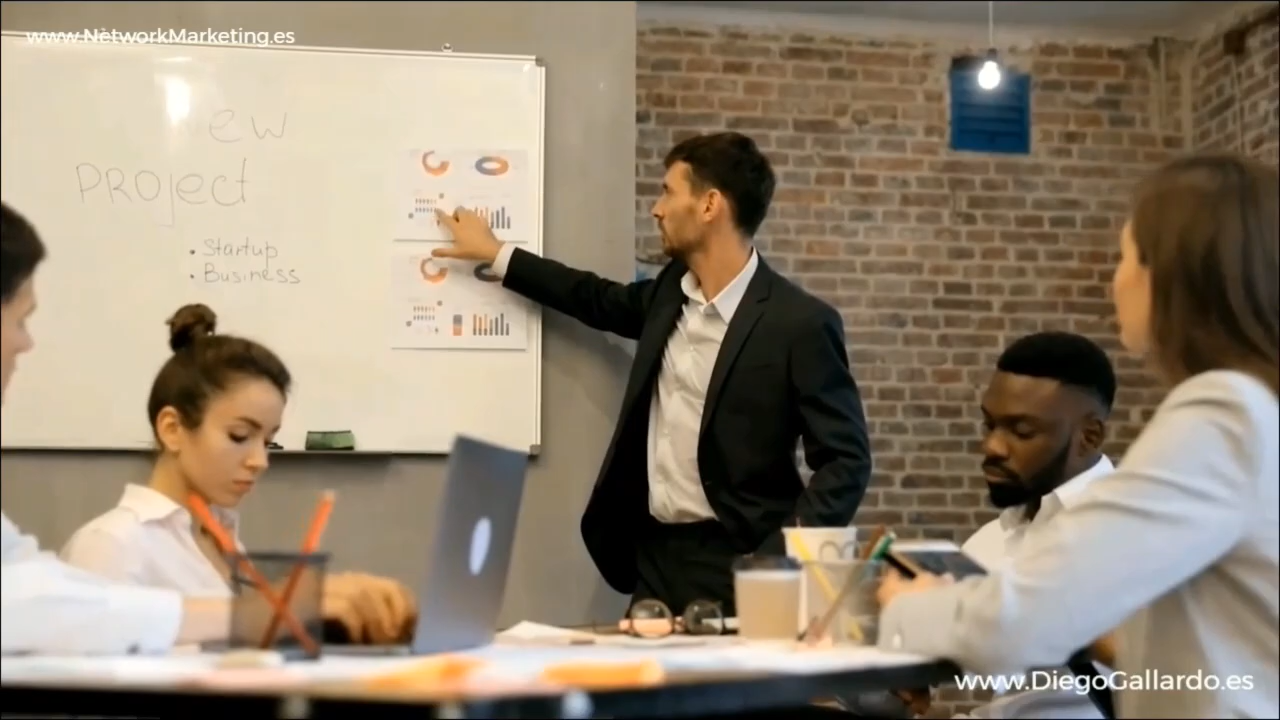 www.NetworkMarketing.es
ew
PROJECT
• Startup
• Business
www.DiegoGallardo.es